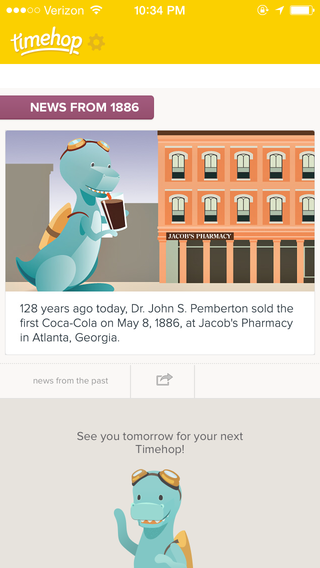 Verizon 10:34 PM
timehop
NEWS FROM 1886
JACOB'S PHARMACY
128 years ago today, Dr. John S. Pemberton sold the
first Coca-Cola on May 8, 1886, at Jacob's Pharmacy
in Atlanta, Georgia.
news from the past
See you tomorrow for your next
Timehop!